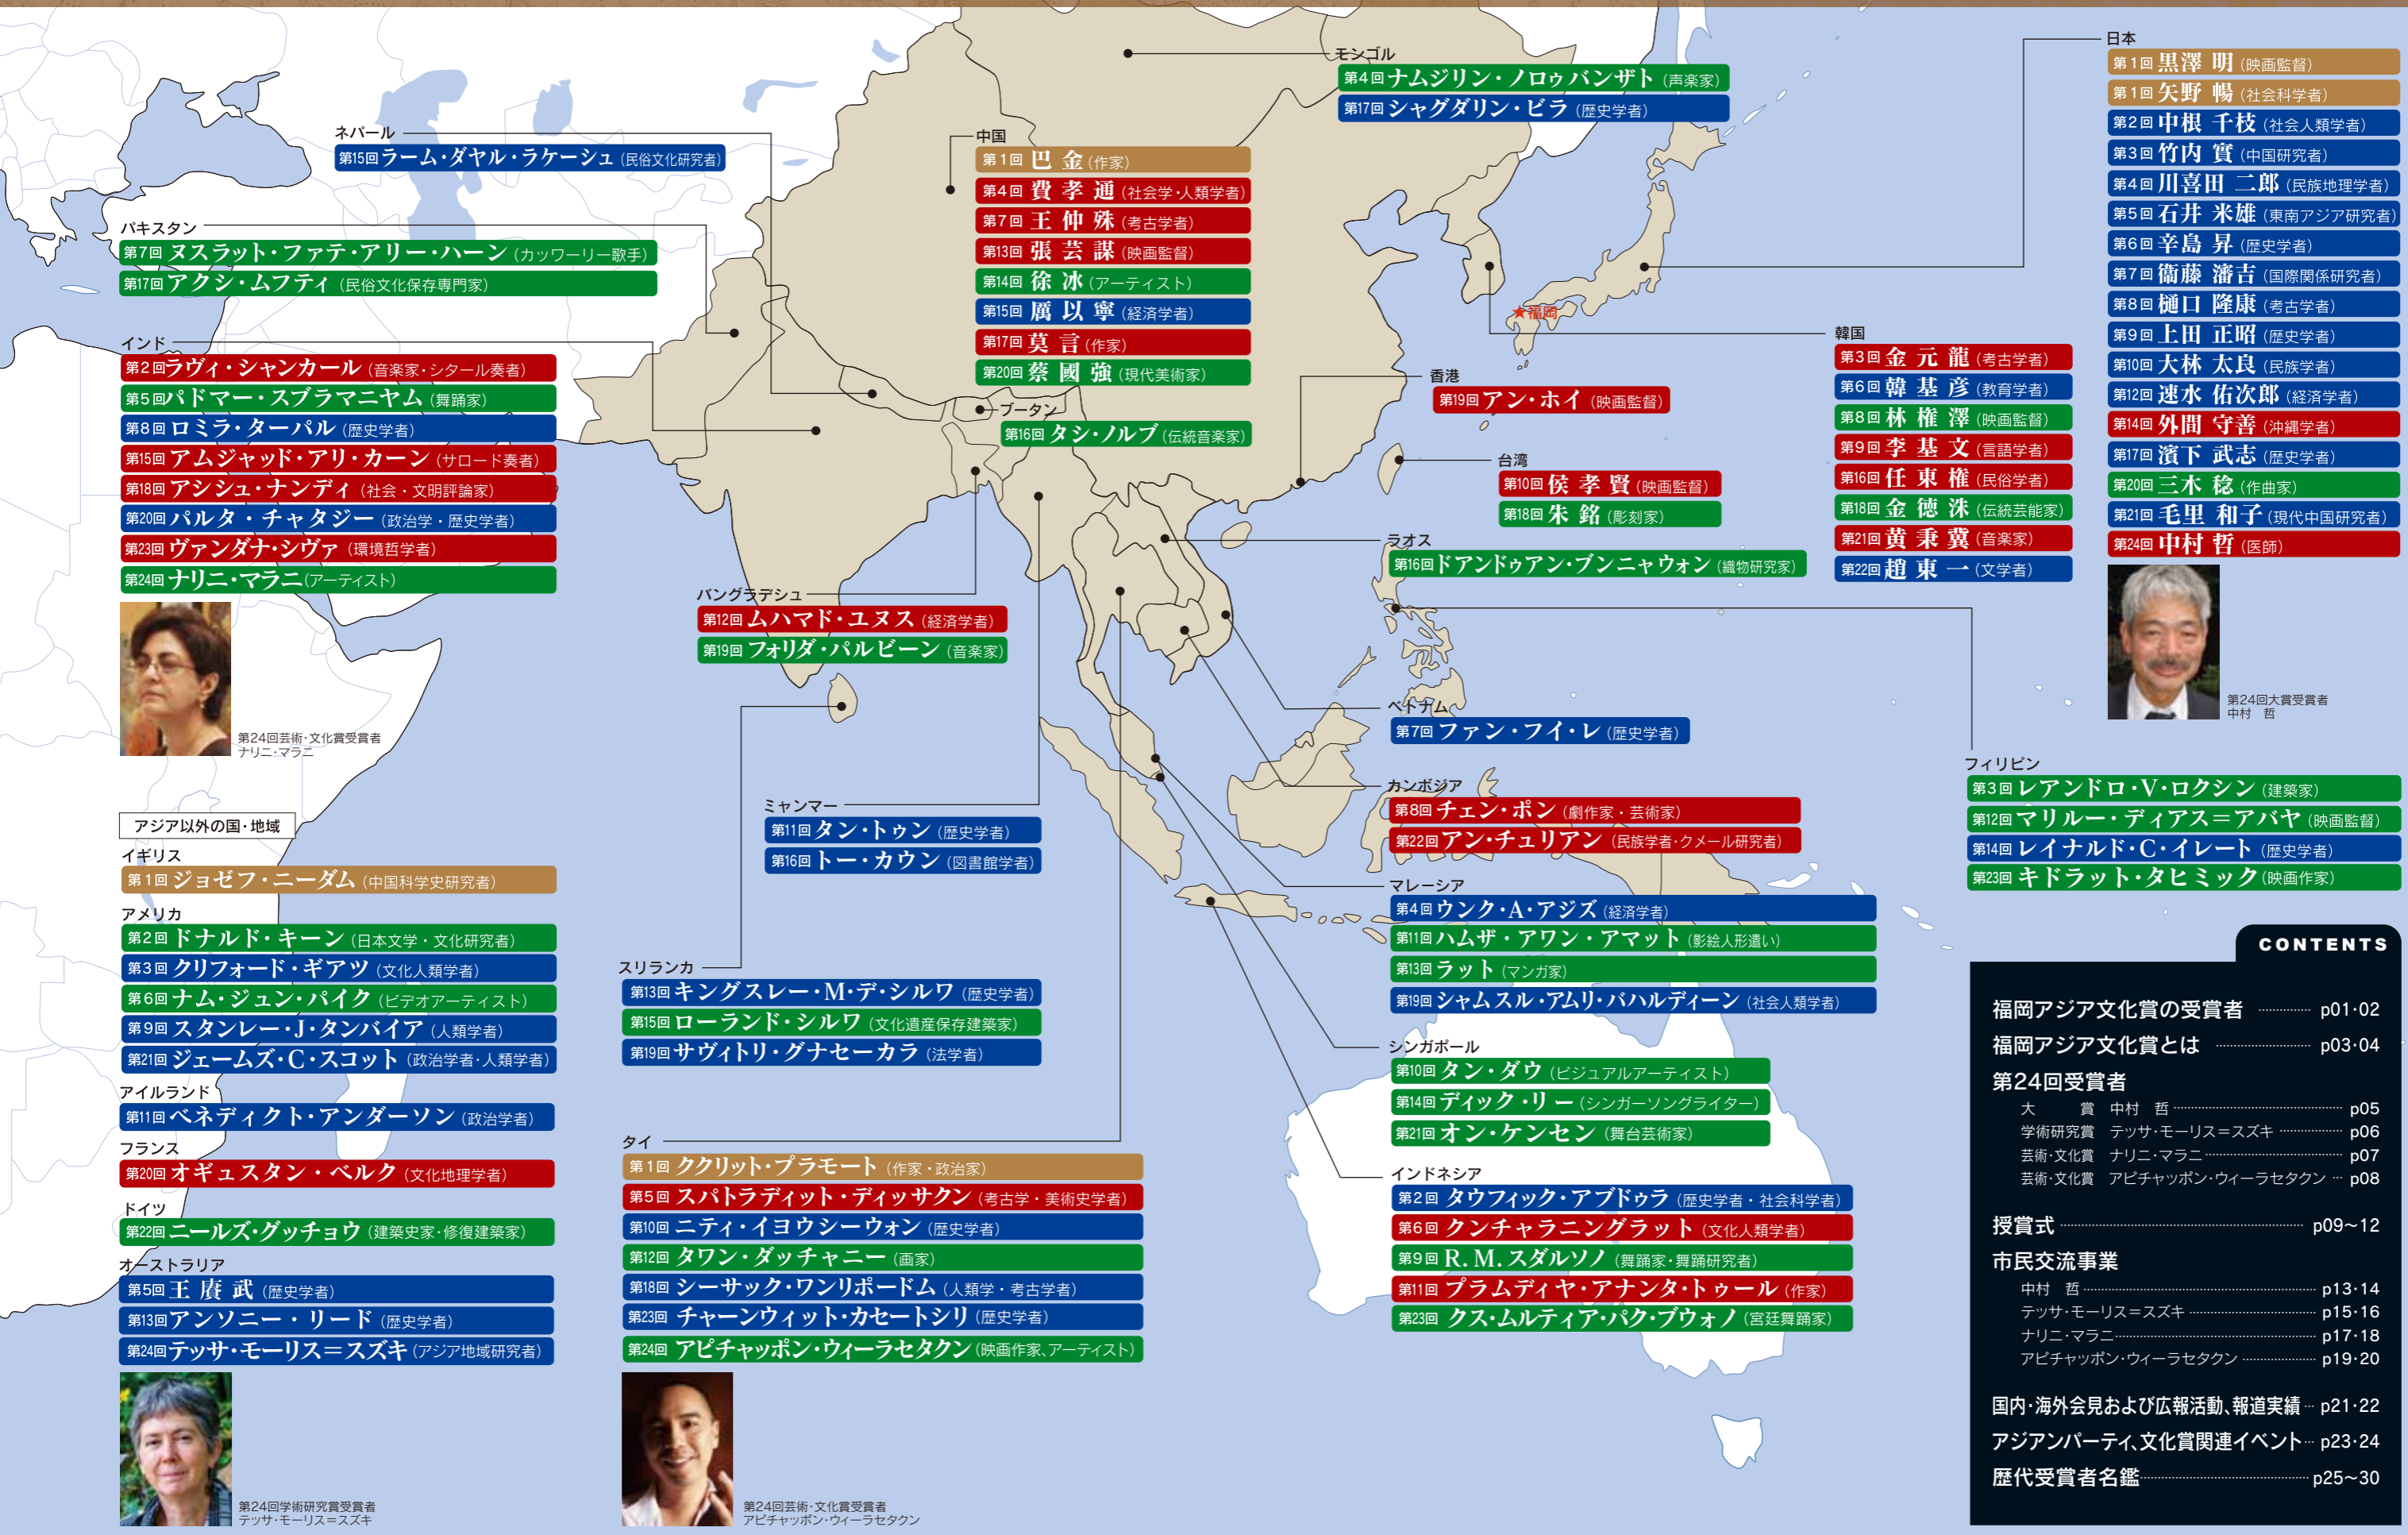 モンゴル
第4回 ナムジリン・ノロゥバンザト（声楽家）
第17回 シャグダリン・ビラ（歴史学者）
ネパール
第15回 ラーム・ダヤル・ラケーシュ（民俗文化研究者）
パキスタン
第7回 ヌスラット・ファテ・アリー・ハーン（カッワーリー歌手）
第17回 アクシ・ムフティ（民俗文化保存専門家）
インド
第2回 ラヴィ・シャンカール（音楽家・シタール奏者）
第5回 パドマー・スブラマニヤム（舞踊家）
第8回 ロミラ・ターパル（歴史学者）
第15回 アムジャッド・アリ・カーン（サロード奏者）
第18回 アシシュ・ナンディ（社会・文明評論家）
第20回 パルタ・チャタジー（政治学・歴史学者）
第23回 ヴァンダナ・シヴァ（環境哲学者）
第24回 ナリニ・マラニ（アーティスト）
第24回芸術・文化賞受賞者
ナリニ・マラニ
中国
第1回 巴 金（作家）
第4回 費 孝 通（社会学・人類学者）
第7回 王 仲 殊（考古学者）
第13回 張 芸 謀（映画監督）
第14回 徐 冰（アーティスト）
第15回 厲 以 寧（経済学者）
第17回 莫 言（作家）
第20回 蔡 國 強（現代美術家）
ブータン
第16回 タシ・ノルブ（伝統音楽家）
日本
第1回 黒澤 明（映画監督）
第1回 矢野 暢（社会科学者）
第2回 中根 千枝（社会人類学者）
第3回 竹内 實（中国研究者）
第4回 川喜田 二郎（民族地理学者）
第5回 石井 米雄（東南アジア研究者）
第6回 辛島 昇（歴史学者）
第7回 衞藤 瀋吉（国際関係研究者）
第8回 樋口 隆康（考古学者）
第9回 上田 正昭（歴史学者）
第10回 大林 太良（民族学者）
第12回 速水 佑次郎（経済学者）
第14回 外間 守善（沖縄学者）
第17回 濱下 武志（歴史学者）
第20回 三木 稔（作曲家）
第21回 毛里 和子（現代中国研究者）
第24回 中村 哲（医師）
第24回大賞受賞者
中村 哲
★福岡
韓国
第3回 金 元 龍（考古学者）
第6回 韓 基 彦（教育学者）
第8回 林 権 澤（映画監督）
第9回 李 基 文（言語学者）
第16回 任 東 権（民俗学者）
第18回 金 徳 洙（伝統芸能家）
第21回 黄 秉 冀（音楽家）
第22回 趙 東 一（文学者）
香港
第19回 アン・ホイ（映画監督）
台湾
第10回 侯 孝 賢（映画監督）
第18回 朱 銘（彫刻家）
ラオス
第16回 ドアンドゥアン・ブンニャウォン（織物研究家）
バングラデシュ
第12回 ムハマド・ユヌス（経済学者）
第19回 フォリダ・パルビーン（音楽家）
ベトナム
第7回 ファン・フイ・レ（歴史学者）
カンボジア
第8回 チェン・ポン（劇作家・芸術家）
第22回 アン・チュリアン（民族学者・クメール研究者）
フィリピン
第3回 レアンドロ・V・ロクシン（建築家）
第12回 マリルー・ディアス＝アバヤ（映画監督）
第14回 レイナルド・C・イレート（歴史学者）
第23回 キドラット・タヒミック（映画作家）
ミャンマー
第11回 タン・トゥン（歴史学者）
第16回 トー・カウン（図書館学者）
マレーシア
第4回 ウンク・A・アジズ（経済学者）
第11回 ハムザ・アワン・アマット（影絵人形遣い）
第13回 ラット（マンガ家）
第19回 シャムスル・アムリ・バハルディーン（社会人類学者）
スリランカ
第13回 キングスレー・M・デ・シルワ（歴史学者）
第15回 ローランド・シルワ（文化遺産保存建築家）
第19回 サヴィトリ・グナセーカラ（法学者）
シンガポール
第10回 タン・ダウ（ビジュアルアーティスト）
第14回 ディック・リー（シンガーソングライター）
第21回 オン・ケンセン（舞台芸術家）
タイ
第1回 ククリット・プラモート（作家・政治家）
第5回 スパトラディット・ディッサクン（考古学・美術史学者）
第10回 ニティ・イヨウシーウォン（歴史学者）
第12回 タワン・ダッチャニー（画家）
第18回 シーサック・ワンリポードム（人類学・考古学者）
第23回 チャーンウィット・カセートシリ（歴史学者）
第24回 アピチャッポン・ウィーラセタクン（映画作家、アーティスト）
第24回芸術・文化賞受賞者
アピチャッポン・ウィーラセタクン
インドネシア
第2回 タウフィック・アブドゥラ（歴史学者・社会科学者）
第6回 クンチャラニングラット（文化人類学者）
第9回 R.M.スダルソノ（舞踊家・舞踊研究者）
第11回 プラムディヤ・アナンタ・トゥール（作家）
第23回 クス・ムルティア・パク・ブウォノ（宮廷舞踊家）
アジア以外の国・地域
イギリス
第1回 ジョゼフ・ニーダム（中国科学史研究者）
アメリカ
第2回 ドナルド・キーン（日本文学・文化研究者）
第3回 クリフォード・ギアツ（文化人類学者）
第6回 ナム・ジュン・パイク（ビデオアーティスト）
第9回 スタンレー・J・タンバイア（人類学者）
第21回 ジェームズ・C・スコット（政治学者・人類学者）
アイルランド
第11回 ベネディクト・アンダーソン（政治学者）
フランス
第20回 オギュスタン・ベルク（文化地理学者）
ドイツ
第22回 ニールズ・グッチョウ（建築史家・修復建築家）
オーストラリア
第5回 王 賡 武（歴史学者）
第13回 アンソニー・リード（歴史学者）
第24回 テッサ・モーリス＝スズキ（アジア地域研究者）
第24回学術研究賞受賞者
テッサ・モーリス＝スズキ
CONTENTS
福岡アジア文化賞の受賞者 ………… p01・02
福岡アジア文化賞とは ………… p03・04
第24回受賞者
大 賞 中村 哲 ………… p05
学術研究賞 テッサ・モーリス＝スズキ ………… p06
芸術・文化賞 ナリニ・マラニ ………… p07
芸術・文化賞 アピチャッポン・ウィーラセタクン … p08
授賞式 ………… p09~12
市民交流事業
中村 哲 ………… p13・14
テッサ・モーリス＝スズキ ………… p15・16
ナリニ・マラニ ………… p17・18
アピチャッポン・ウィーラセタクン ………… p19・20
国内・海外会見および広報活動、報道実績 … p21・22
アジアンパーティ、文化賞関連イベント … p23・24
歴代受賞者名鑑 ………… p25~30